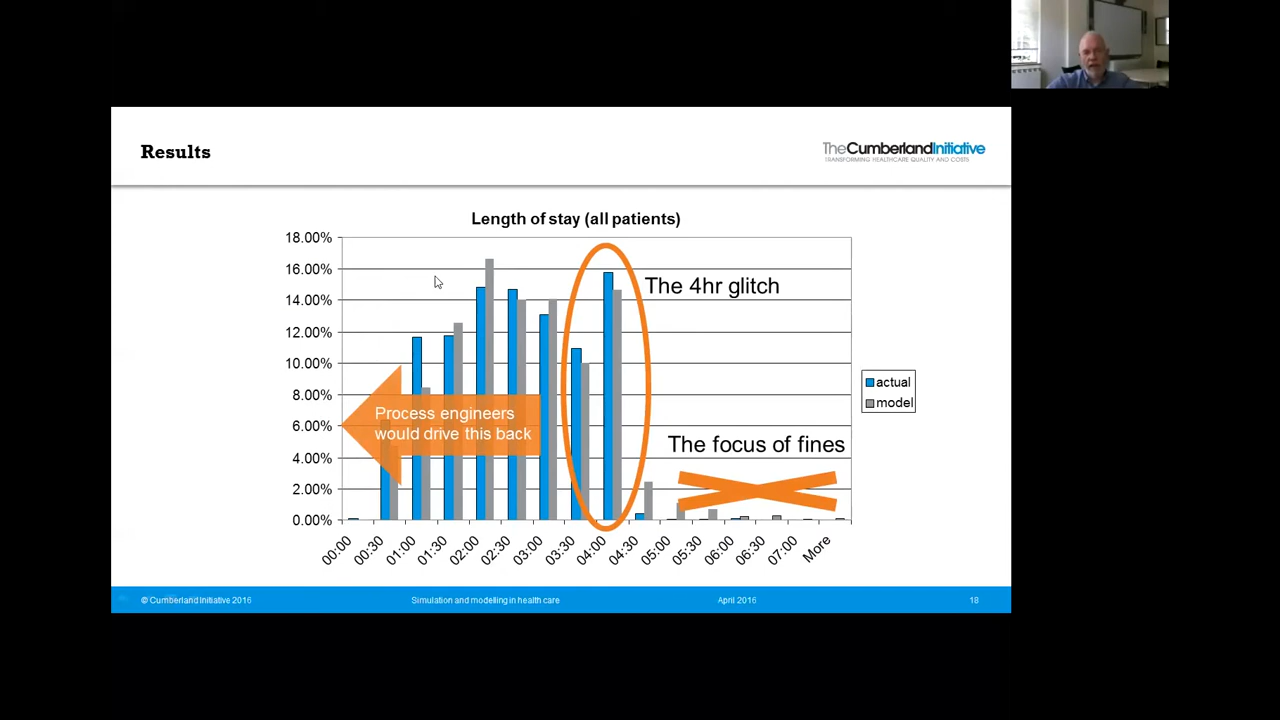 Results
TheCumberlandInitiative
TRANSFORMING HEALTHCARE QUALITY AND COSTS
Length of stay (all patients)
18.00%
16.00%
14.00%
12.00%
10.00%
8.00%
6.00%
4.00%
2.00%
0.00%
The 4hr glitch
Process engineers
would drive this back
The focus of fines
actual
model
00:00
00:30
01:00
01:30
02:00
02:30
03:00
03:30
04:00
04:30
05:00
05:30
06:00
06:30
07:00
More
© Cumberland Initiative 2016
Simulation and modelling in health care
April 2016
18